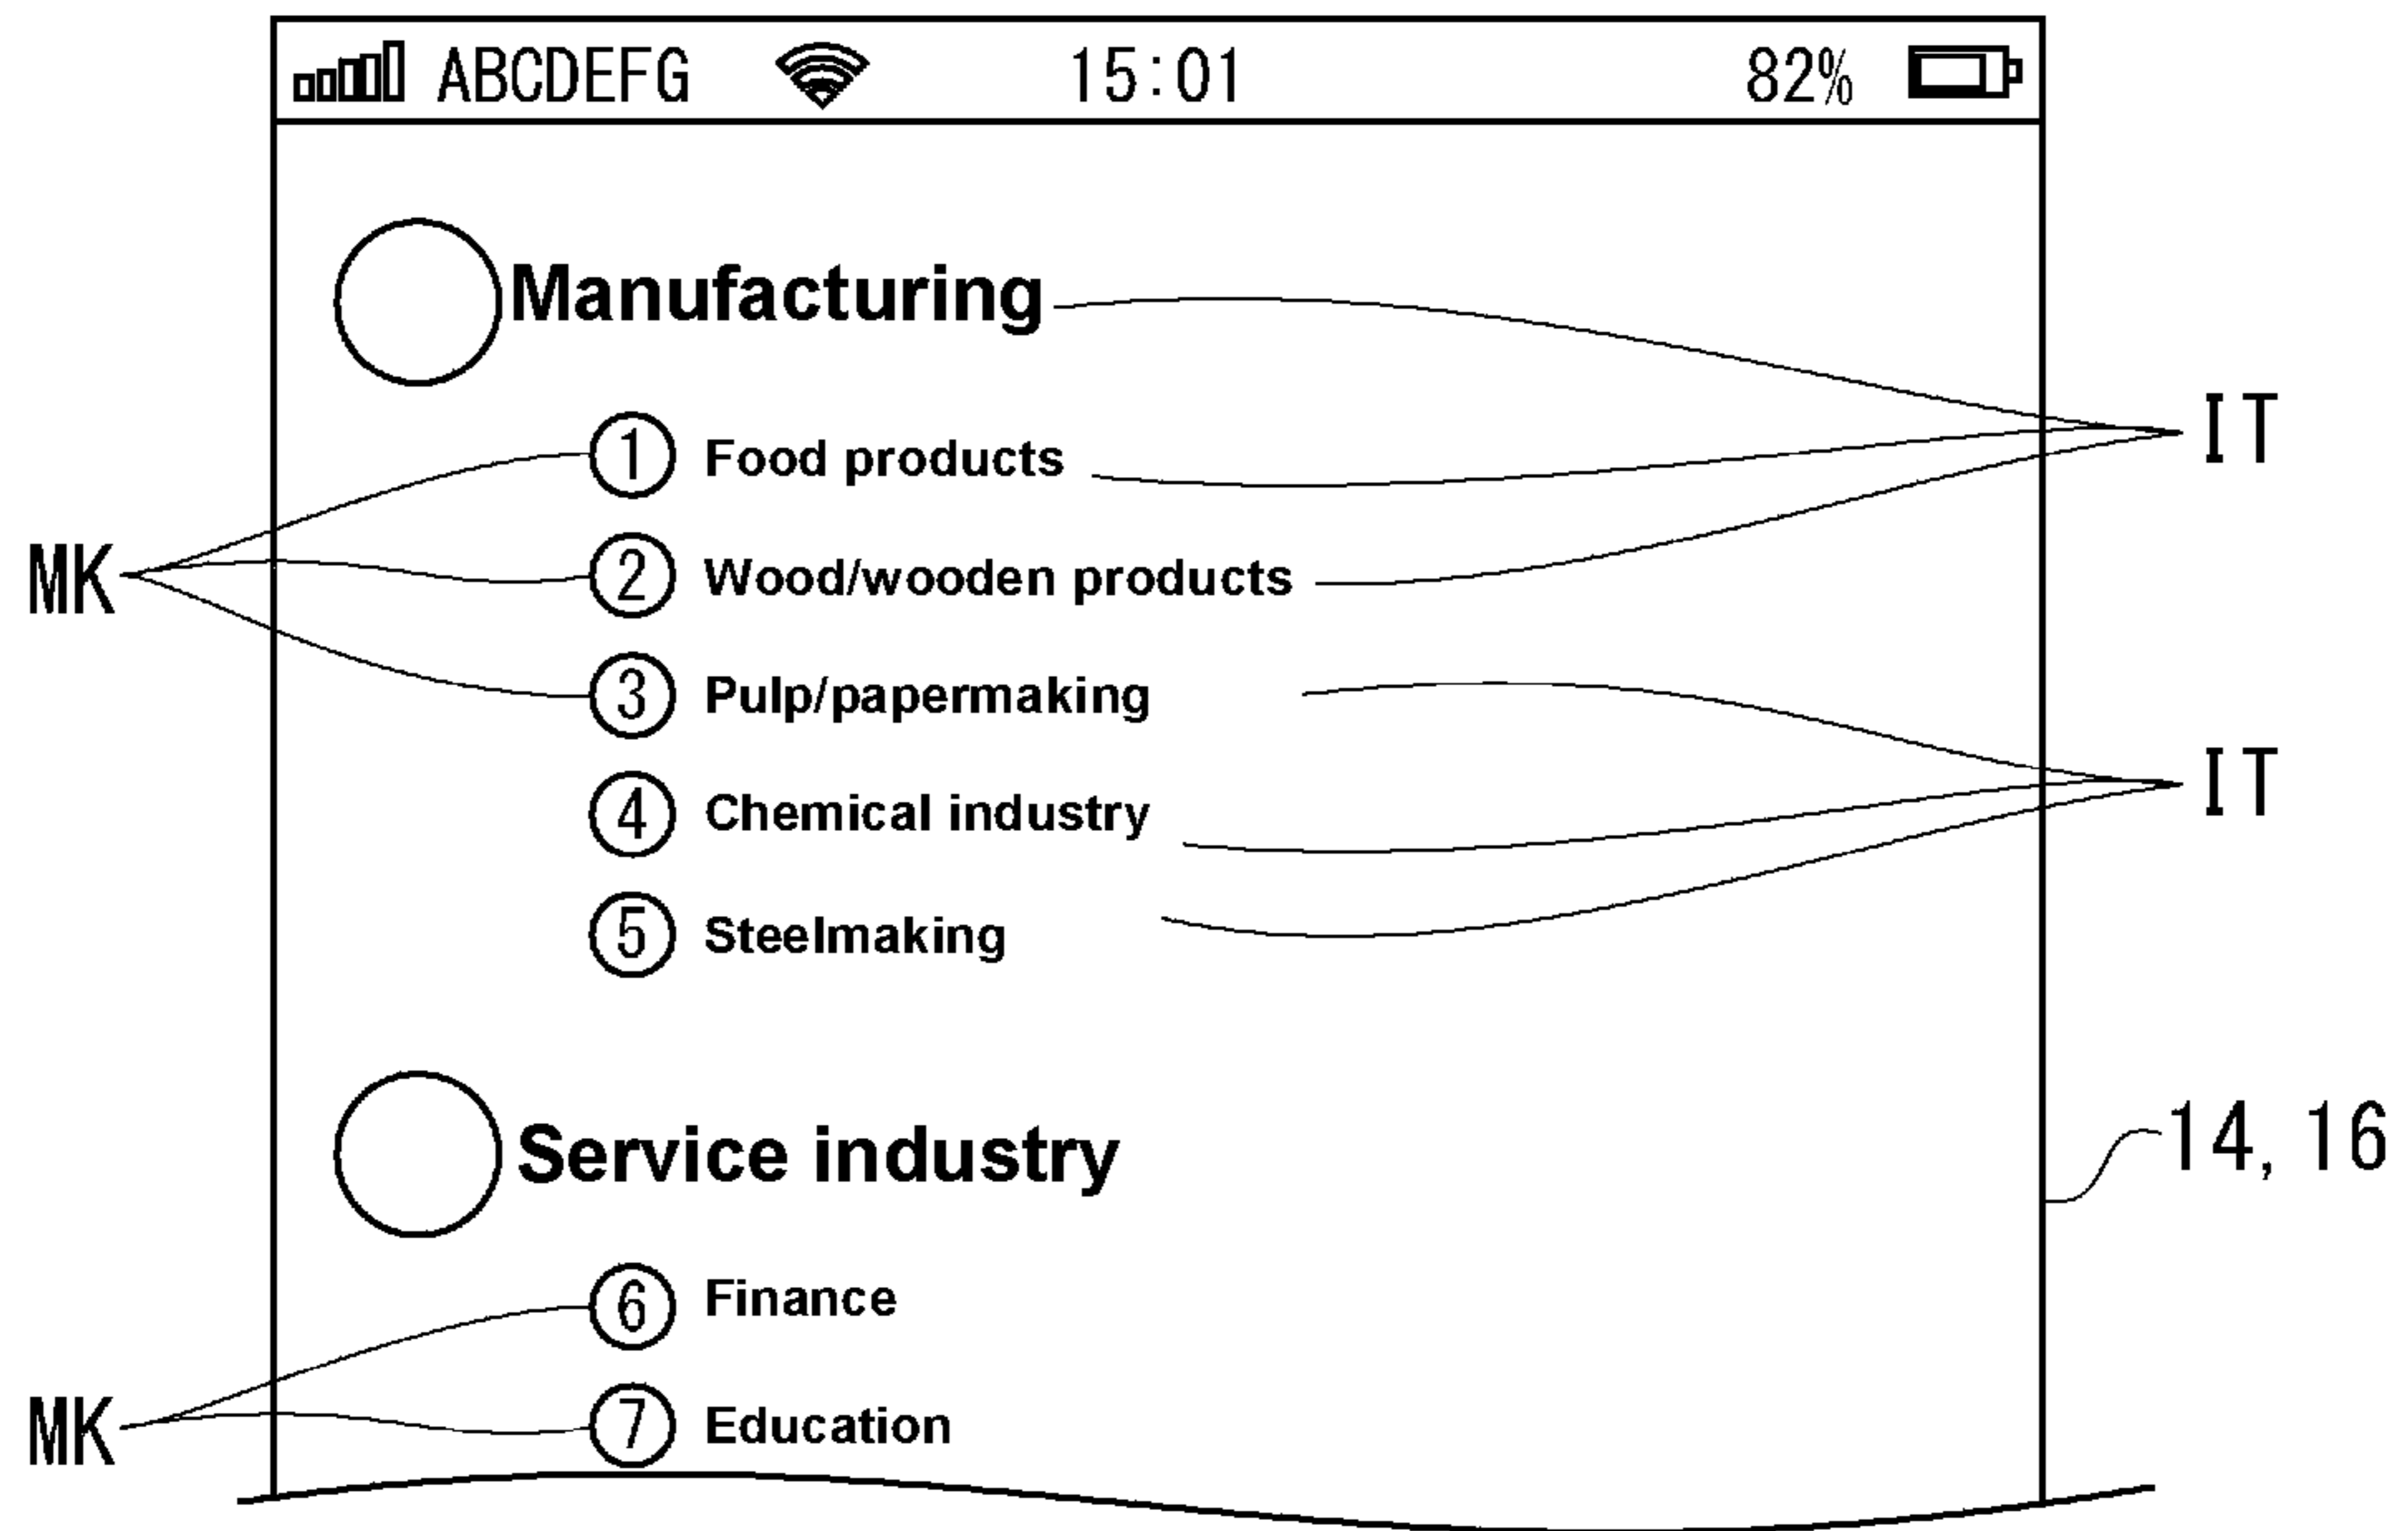 ABCDEFG 15:01 82%
Manufacturing
IT
1 Food products
MK
2 Wood/wooden products
3 Pulp/papermaking
IT
4 Chemical industry
5 Steelmaking
14, 16
Service industry
6 Finance
MK
7 Education